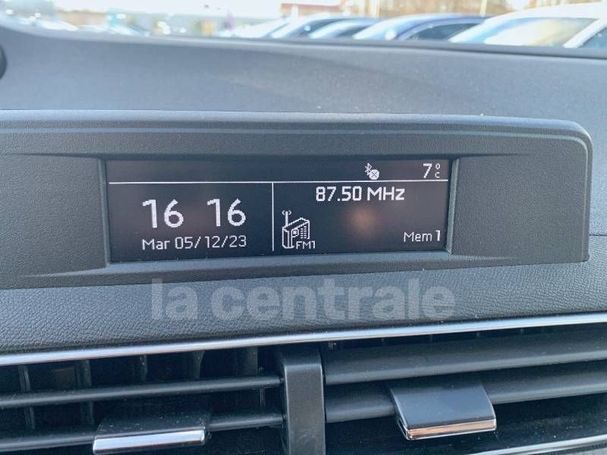 7°C
87.50 MHz
16 16
FM1
Mar 05/12/23
Mem 1
la centrale